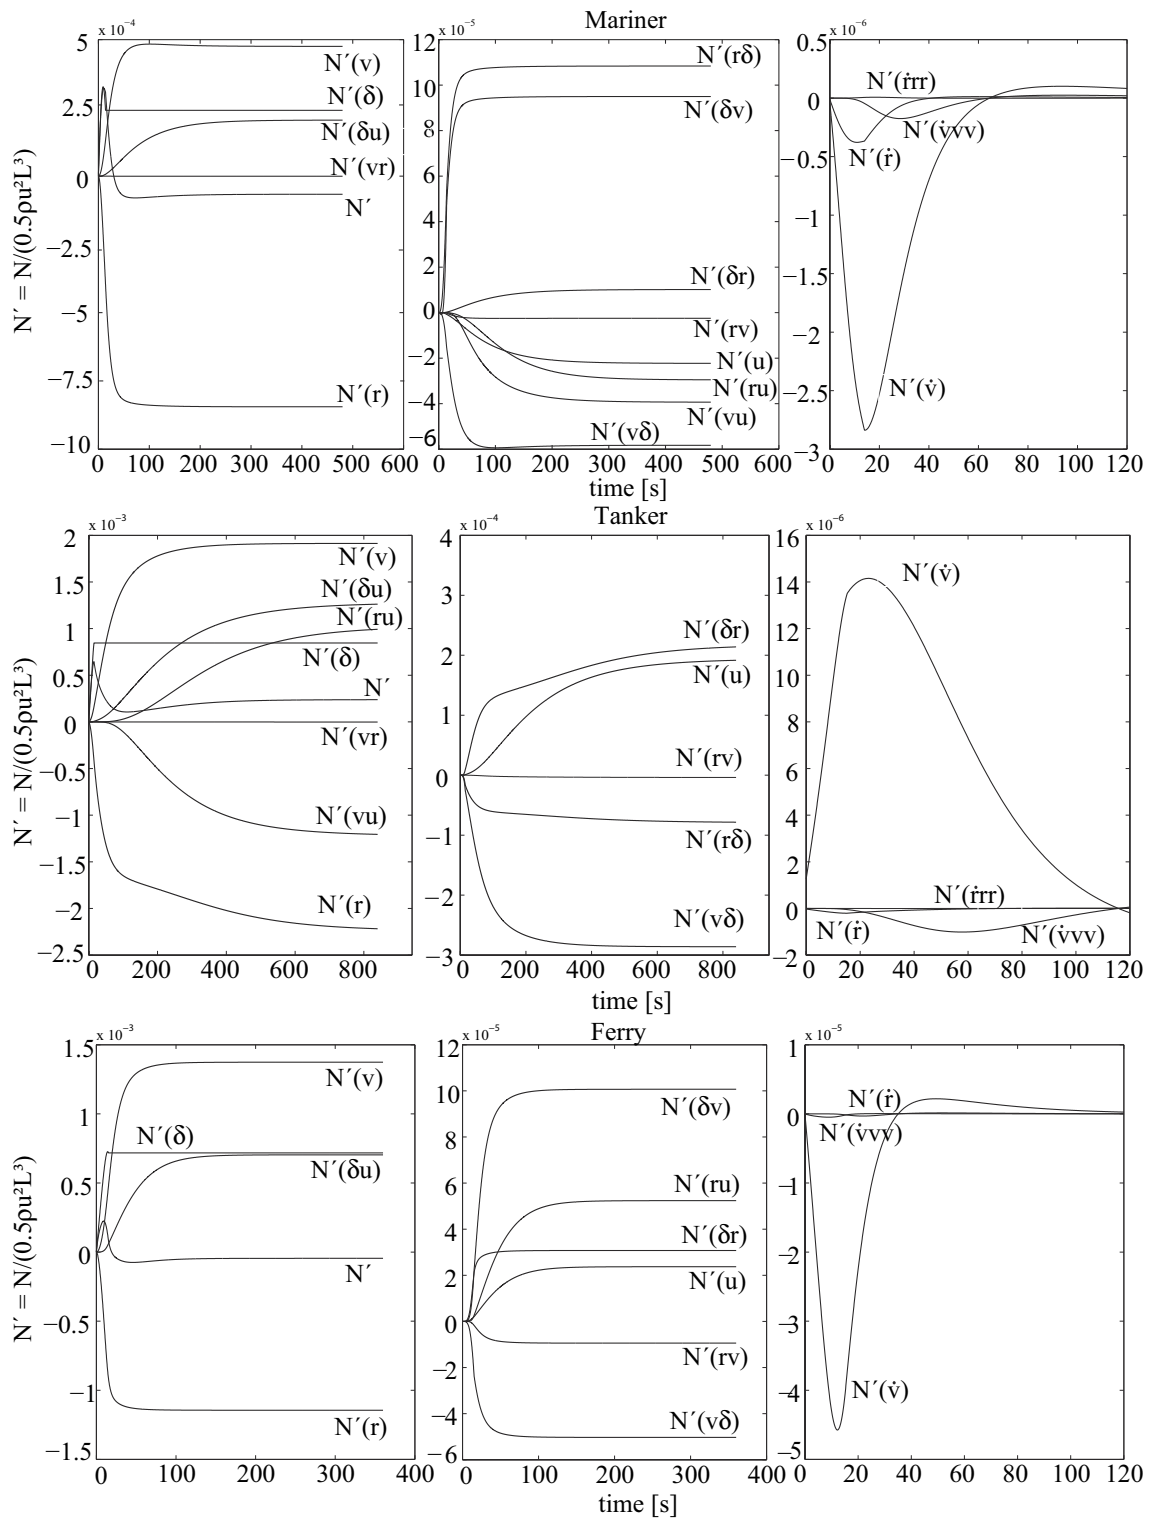 Mariner
x 10⁻⁴
5
2.5
0
−2.5
−5
−7.5
−10
0 100 200 300 400 500 600
N´ = N/(0.5ρu²L³)
N´(v)
N´(δ)
N´(δu)
N´(vr)
N´
N´(r)
x 10⁻⁵
12
10
8
6
4
2
0
−2
−4
−6
0 100 200 300 400 500 600
N´(rδ)
N´(δv)
N´(δr)
N´(rv)
N´(u)
N´(ru)
N´(vu)
N´(vδ)
time [s]
x 10⁻⁶
0.5
0
−0.5
−1
−1.5
−2
−2.5
−3
0 20 40 60 80 100 120
N´(ṙrr)
N´(v̇vv)
N´(ṙ)
N´(v̇)
Tanker
x 10⁻³
2
1.5
1
0.5
0
−0.5
−1
−1.5
−2
−2.5
0 200 400 600 800
N´ = N/(0.5ρu²L³)
N´(v)
N´(δu)
N´(ru)
N´(δ)
N´
N´(vr)
N´(vu)
N´(r)
x 10⁻⁴
4
3
2
1
0
−1
−2
−3
0 200 400 600 800
N´(δr)
N´(u)
N´(rv)
N´(rδ)
N´(vδ)
time [s]
x 10⁻⁶
16
14
12
10
8
6
4
2
0
−2
0 20 40 60 80 100 120
N´(v̇)
N´(ṙrr)
N´(ṙ)
N´(v̇vv)
Ferry
x 10⁻³
1.5
1
0.5
0
−0.5
−1
−1.5
0 100 200 300 400
N´ = N/(0.5ρu²L³)
N´(v)
N´(δ)
N´(δu)
N´
N´(r)
x 10⁻⁵
12
10
8
6
4
2
0
−2
−4
−6
0 100 200 300 400
N´(δv)
N´(ru)
N´(δr)
N´(u)
N´(rv)
N´(vδ)
time [s]
x 10⁻⁵
1
0
−1
−2
−3
−4
−5
0 20 40 60 80 100 120
N´(ṙ)
N´(v̇vv)
N´(v̇)